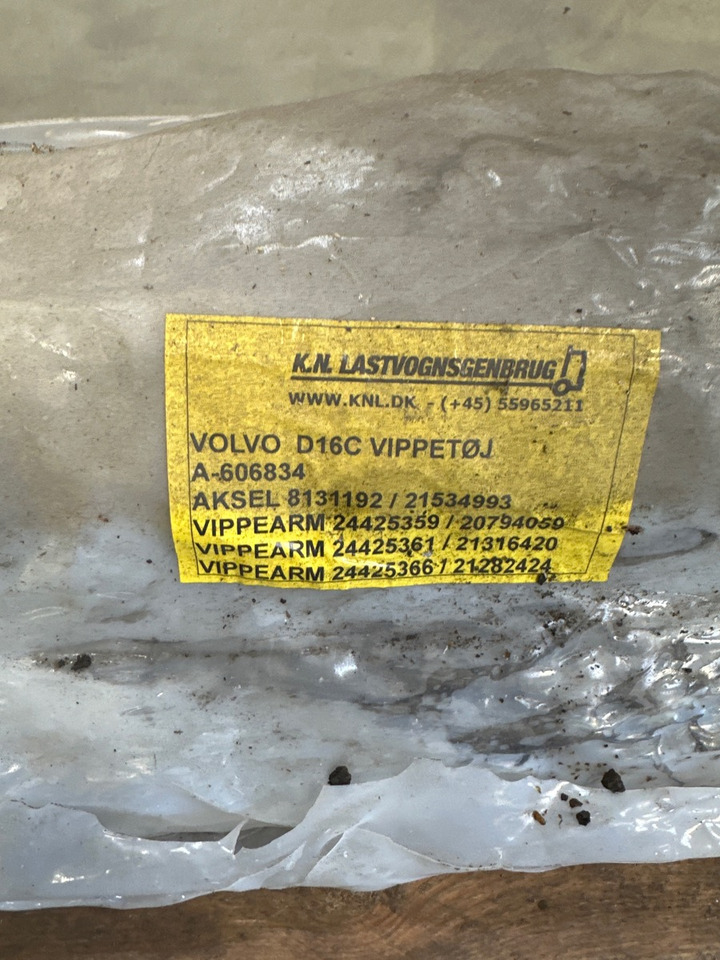 K.N. LASTVOGNSGENBRUG
WWW.KNL.DK - (+45) 55965211
VOLVO D16C VIPPETØJ
A-606834
AKSEL 8131192 / 21534993
VIPPEARM 24425359 / 20794059
VIPPEARM 24425361 / 21316420
VIPPEARM 24425366 / 21282424